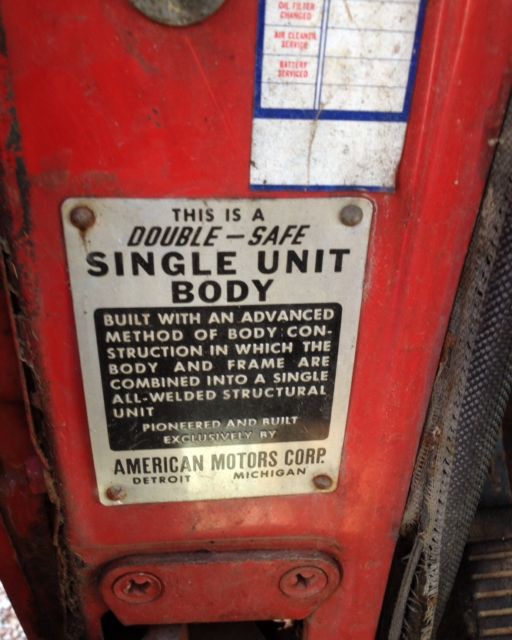 OIL FILTER
CHANGED
AIR CLEANER
SERVICE
BATTERY
SERVICED
THIS IS A
DOUBLE-SAFE
SINGLE UNIT
BODY
BUILT WITH AN ADVANCED
METHOD OF BODY CON-
STRUCTION IN WHICH THE
BODY AND FRAME ARE
COMBINED INTO A SINGLE
ALL-WELDED STRUCTURAL
UNIT
PIONEERED AND BUILT
EXCLUSIVELY BY
AMERICAN MOTORS CORP.
DETROIT MICHIGAN